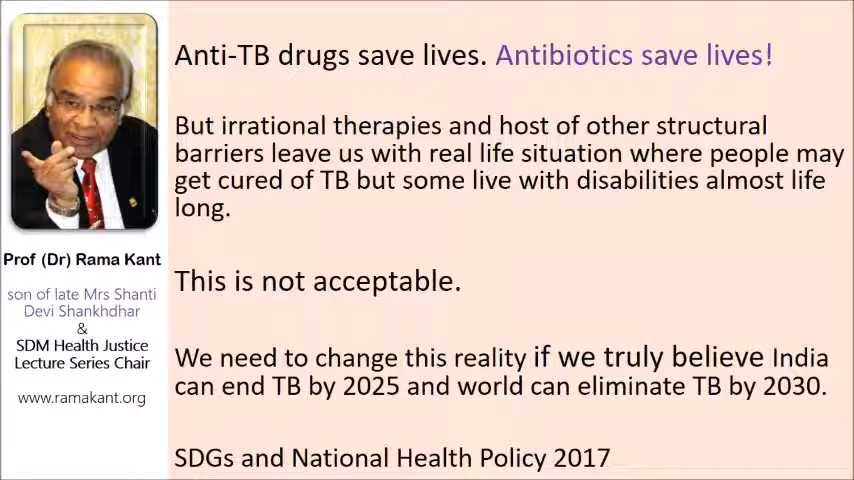 Anti-TB drugs save lives. Antibiotics save lives!
But irrational therapies and host of other structural
barriers leave us with real life situation where people may
get cured of TB but some live with disabilities almost life
long.
This is not acceptable.
We need to change this reality if we truly believe India
can end TB by 2025 and world can eliminate TB by 2030.
SDGs and National Health Policy 2017
Prof (Dr) Rama Kant
son of late Mrs Shanti
Devi Shankhdhar
&
SDM Health Justice
Lecture Series Chair
www.ramakant.org